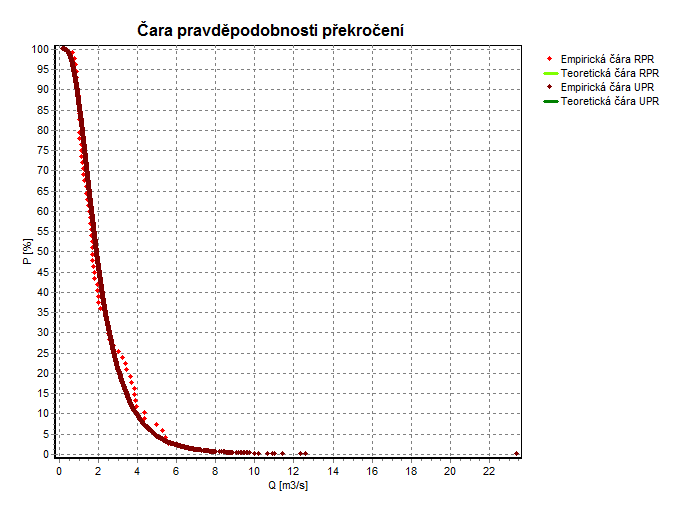 Čara pravděpodobnosti překročení
Empirická čára RPR
Teoretická čára RPR
Empirická čára UPR
Teoretická čára UPR
P [%]
100
95
90
85
80
75
70
65
60
55
50
45
40
35
30
25
20
15
10
5
0
0 2 4 6 8 10 12 14 16 18 20 22
Q [m3/s]